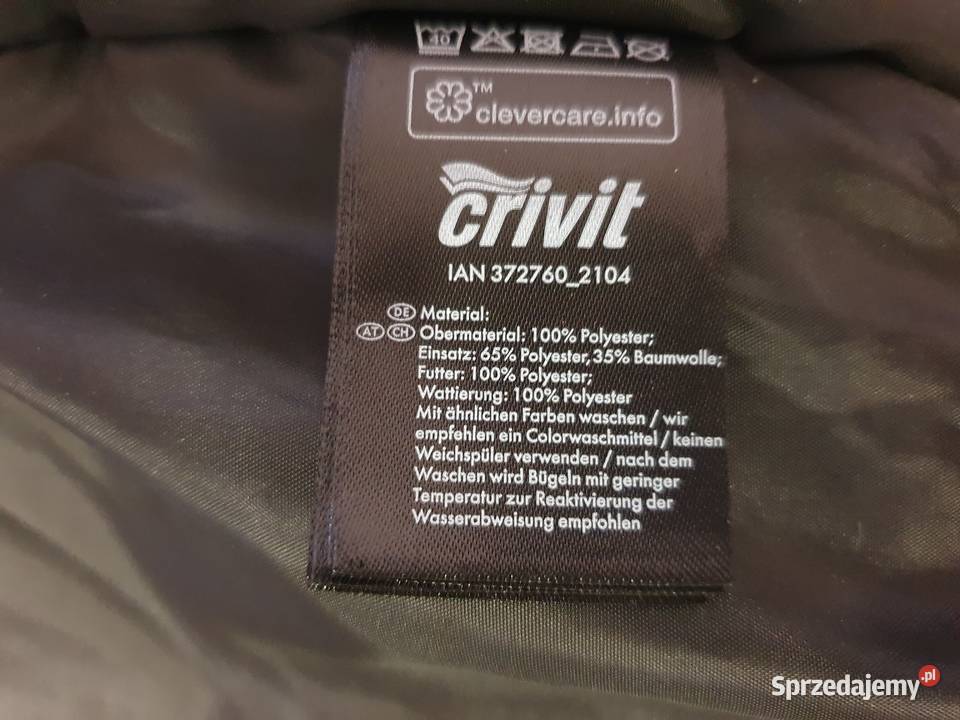 40
™
clevercare.info
crivit
IAN 372760_2104
DE Material:
AT CH Obermaterial: 100% Polyester;
Einsatz: 65% Polyester, 35% Baumwolle;
Futter: 100% Polyester;
Wattierung: 100% Polyester
Mit ähnlichen Farben waschen / wir
empfehlen ein Colorwaschmittel / keinen
Weichspüler verwenden / nach dem
Waschen wird Bügeln mit geringer
Temperatur zur Reaktivierung der
Wasserabweisung empfohlen
Sprzedajemy.pl